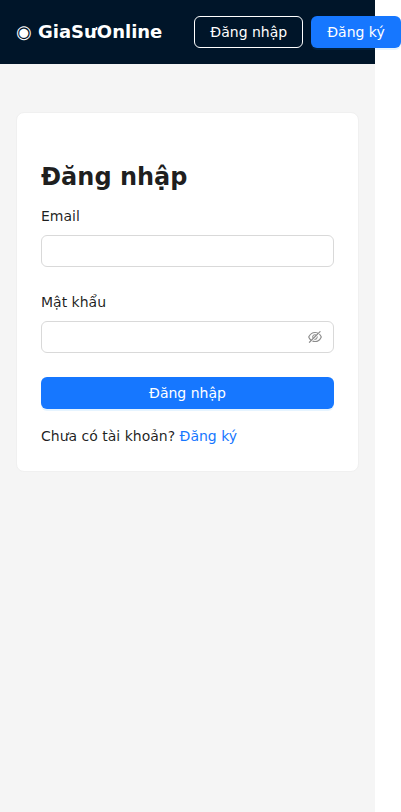 GiaSưOnline Đăng nhập Đăng ký
Đăng nhập
Email
Mật khẩu
Đăng nhập
Chưa có tài khoản? Đăng ký